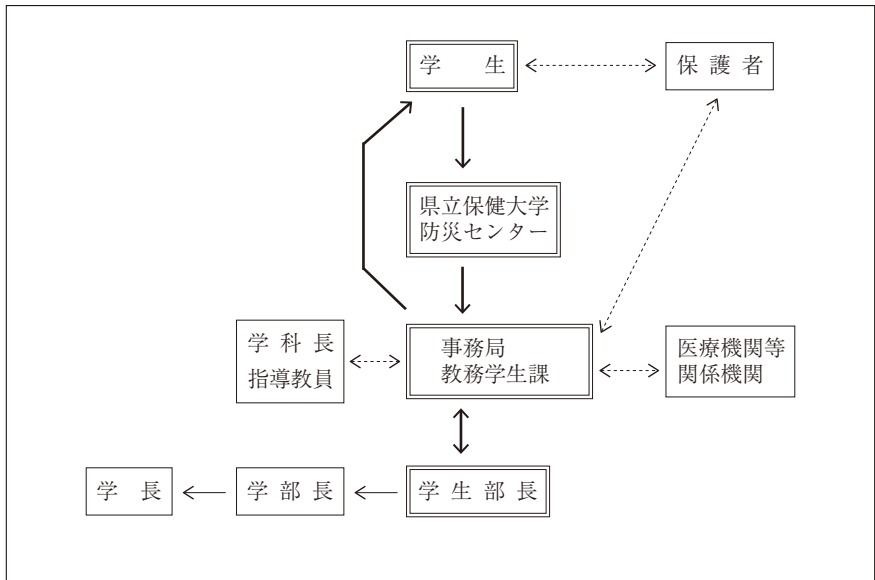 学生
保護者
県立保健大学
防災センター
学科長
指導教員
事務局
教務学生課
医療機関等
関係機関
学長
学部長
学生部長